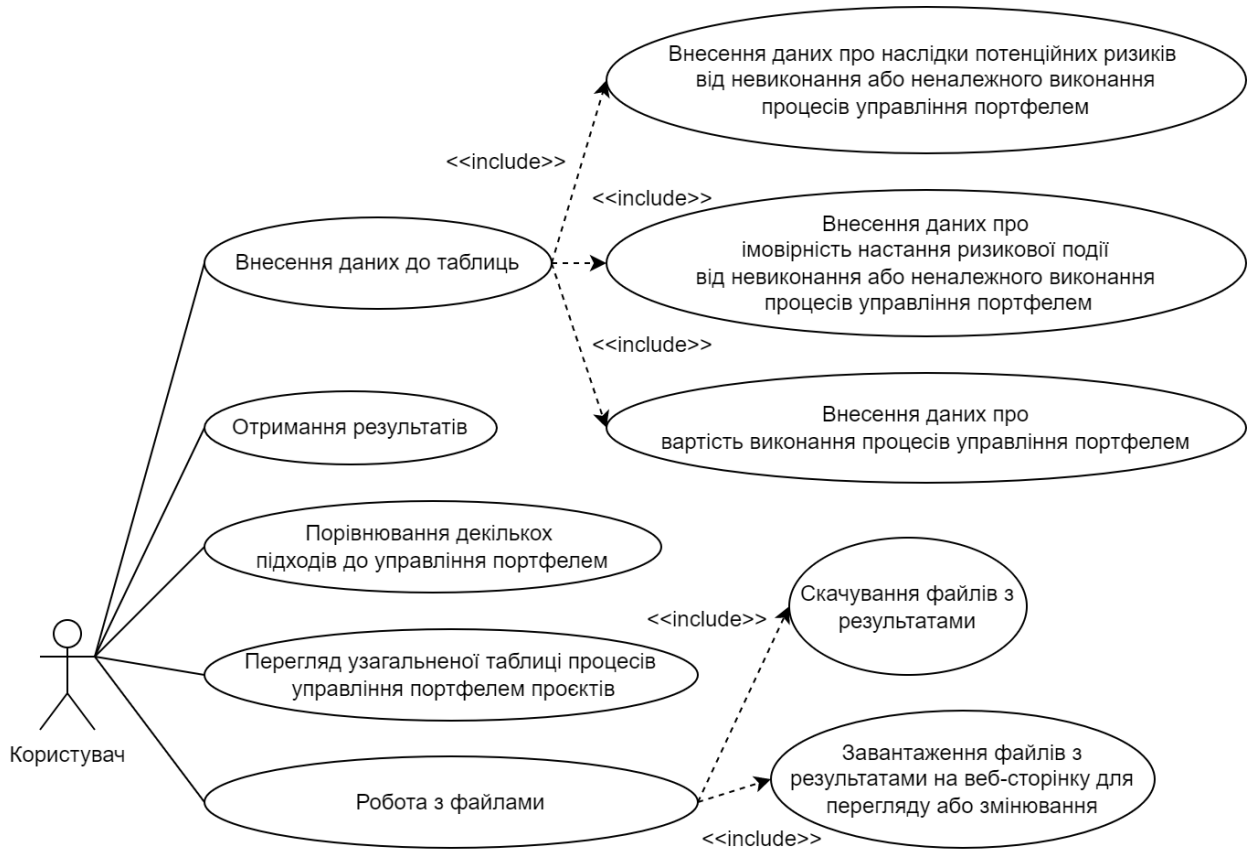 Внесення даних про наслідки потенційних ризиків
від невиконання або неналежного виконання
процесів управління портфелем
<<include>>
<<include>>
Внесення даних до таблиць
Внесення даних про
імовірність настання ризикової події
від невиконання або неналежного виконання
процесів управління портфелем
<<include>>
Отримання результатів
Внесення даних про
вартість виконання процесів управління портфелем
Порівнювання декількох
підходів до управління портфелем
Скачування файлів з
результатами
<<include>>
Перегляд узагальненої таблиці процесів
управління портфелем проєктів
Користувач
Робота з файлами
Завантаження файлів з
результатами на веб-сторінку для
перегляду або змінювання
<<include>>